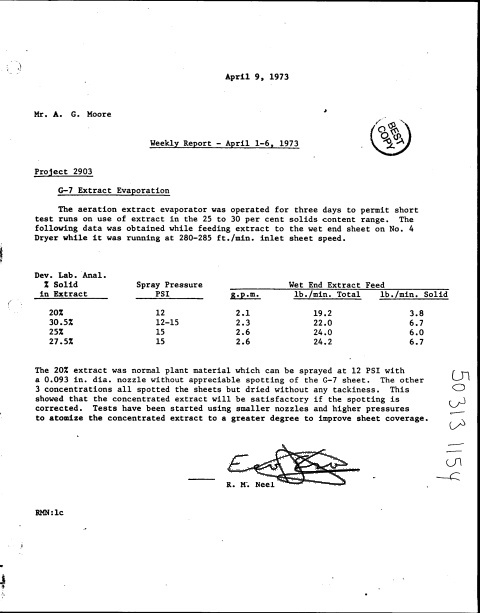 April 9, 1973
Mr. A. G. Moore
BEST
COPY
Weekly Report - April 1-6, 1973
Project 2903
G-7 Extract Evaporation
The aeration extract evaporator was operated for three days to permit short
test runs on use of extract in the 25 to 30 per cent solids content range. The
following data was obtained while feeding extract to the wet end sheet on No. 4
Dryer while it was running at 280-285 ft./min. inlet sheet speed.
Dev. Lab. Anal.
% Solid Spray Pressure Wet End Extract Feed
in Extract PSI g.p.m. lb./min. Total lb./min. Solid
20% 12 2.1 19.2 3.8
30.5% 12-15 2.3 22.0 6.7
25% 15 2.6 24.0 6.0
27.5% 15 2.6 24.2 6.7
The 20% extract was normal plant material which can be sprayed at 12 PSI with
a 0.093 in. dia. nozzle without appreciable spotting of the G-7 sheet. The other
3 concentrations all spotted the sheets but dried without any tackiness. This
showed that the concentrated extract will be satisfactory if the spotting is
corrected. Tests have been started using smaller nozzles and higher pressures
to atomize the concentrated extract to a greater degree to improve sheet coverage.
R. M. Neel
RMN:lc
50313 1154